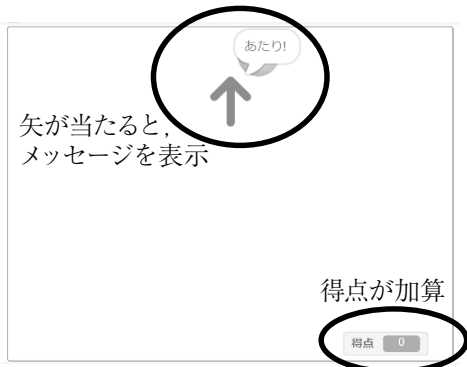 あたり!
矢が当たると,
メッセージを表示
得点が加算
得点 0